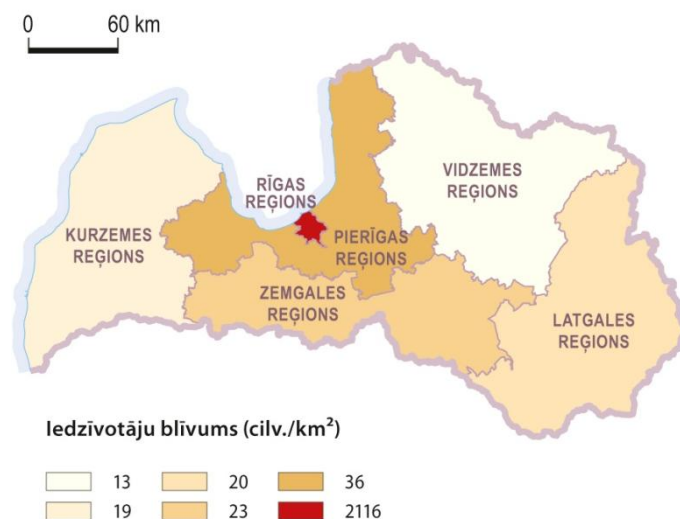 0 60 km
RĪGAS
REĢIONS
VIDZEMES
REĢIONS
KURZEMES
REĢIONS
PIERĪGAS
REĢIONS
ZEMGALES
REĢIONS
LATGALES
REĢIONS
Iedzīvotāju blīvums (cilv./km²)
13 20 36
19 23 2116